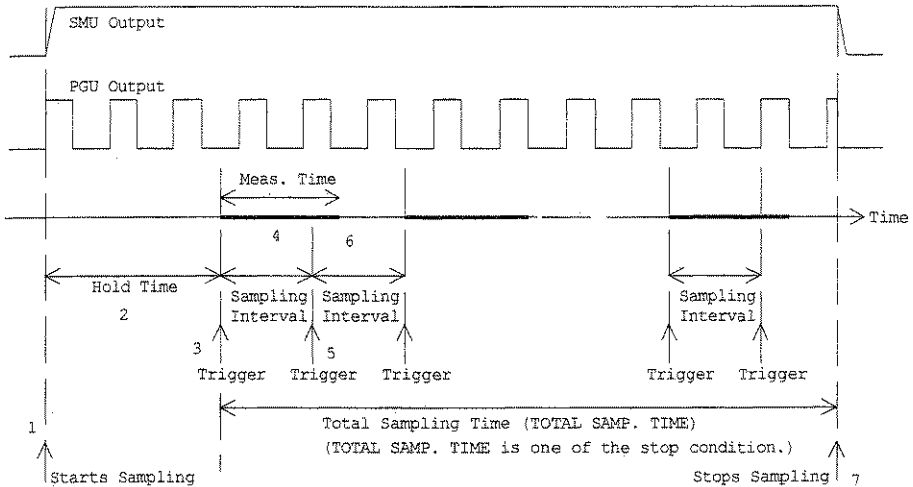 SMU Output
PGU Output
Meas. Time
Time
4
6
Hold Time
2
Sampling
Interval
Sampling
Interval
Sampling
Interval
3
5
Trigger
Trigger
Trigger
Trigger
Trigger
1
Total Sampling Time (TOTAL SAMP. TIME)
(TOTAL SAMP. TIME is one of the stop condition.)
Starts Sampling
Stops Sampling
7